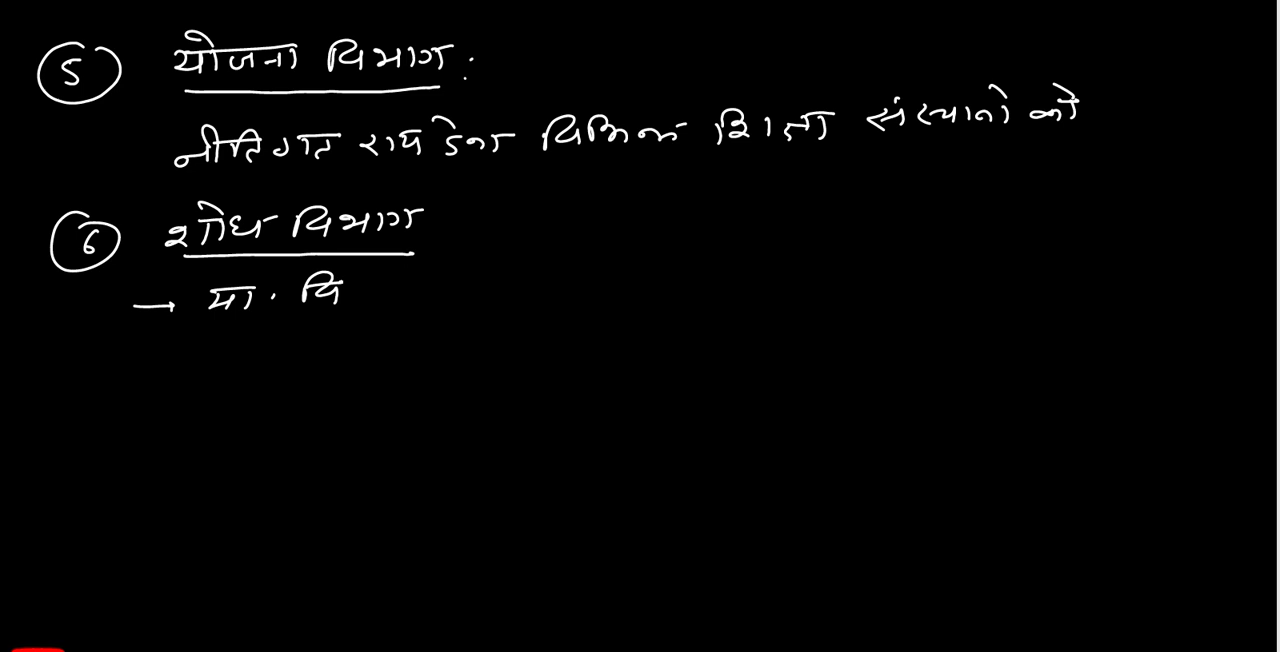 5 योजना विभाग :
नीतिगत राय देना विभिन्न शिक्षा संस्थानो को
6 शोध विभाग
→ मा. वि